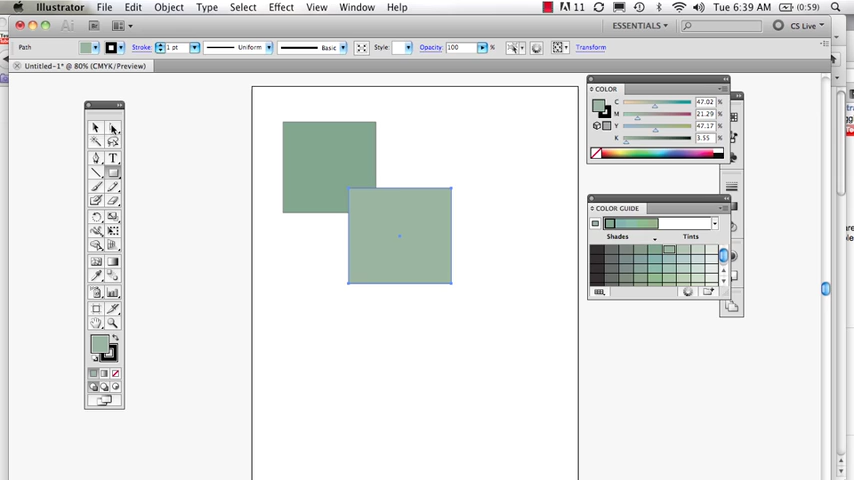 Illustrator File Edit Object Type Select Effect View Window Help 11 Tue 6:39 AM (0:59)
Ai Br ESSENTIALS CS Live
Path Stroke: 1 pt Uniform Basic Style: Opacity: 100 % Transform
Untitled-1* @ 80% (CMYK/Preview)
COLOR
C 47.02 %
M 21.29 %
Y 47.17 %
K 3.55 %
COLOR GUIDE
Shades Tints
T